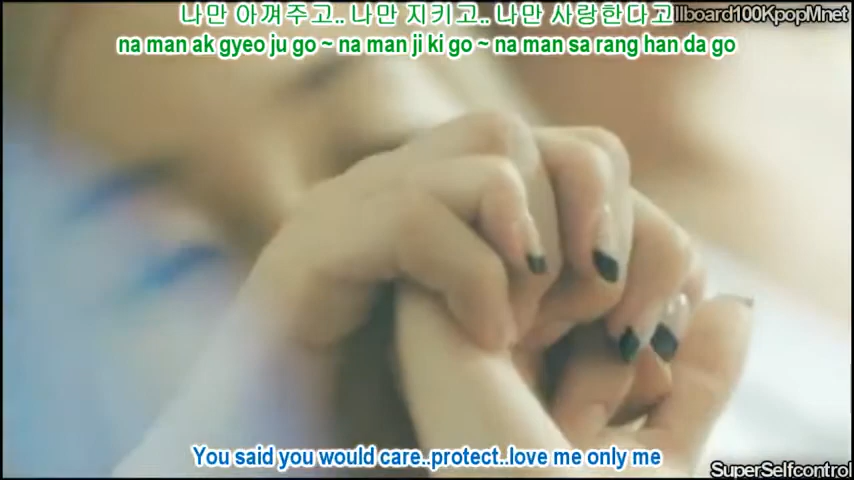 나만 아껴주고.. 나만 지키고.. 나만 사랑한다고
llboard100KpopMnet
na man ak gyeo ju go ~ na man ji ki go ~ na man sa rang han da go
You said you would care..protect..love me only me
SuperSelfcontrol